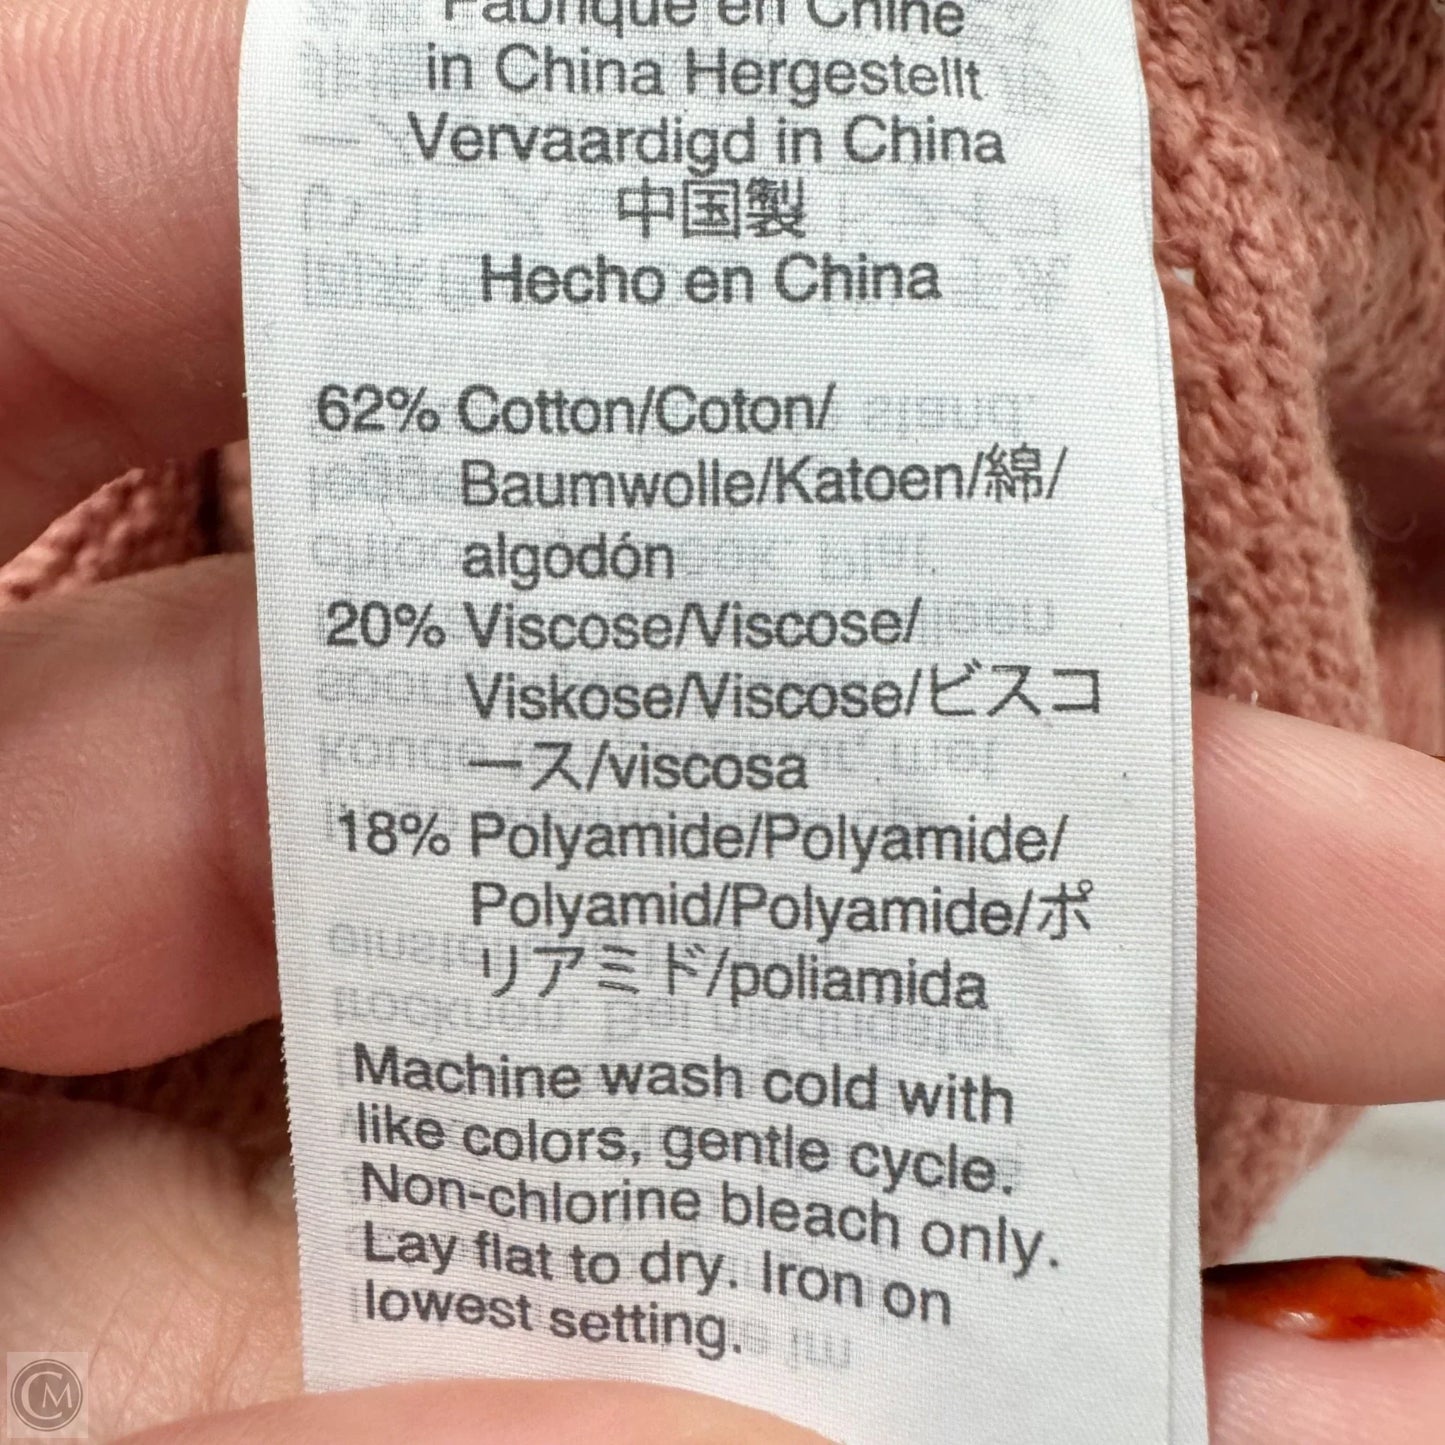 Fabriqué en Chine
in China Hergestellt
Vervaardigd in China
中国製
Hecho en China
62% Cotton/Coton/
Baumwolle/Katoen/綿/
algodón
20% Viscose/Viscose/
Viskose/Viscose/ビスコ
ース/viscosa
18% Polyamide/Polyamide/
Polyamid/Polyamide/ポ
リアミド/poliamida
Machine wash cold with
like colors, gentle cycle.
Non-chlorine bleach only.
Lay flat to dry. Iron on
lowest setting.
CM